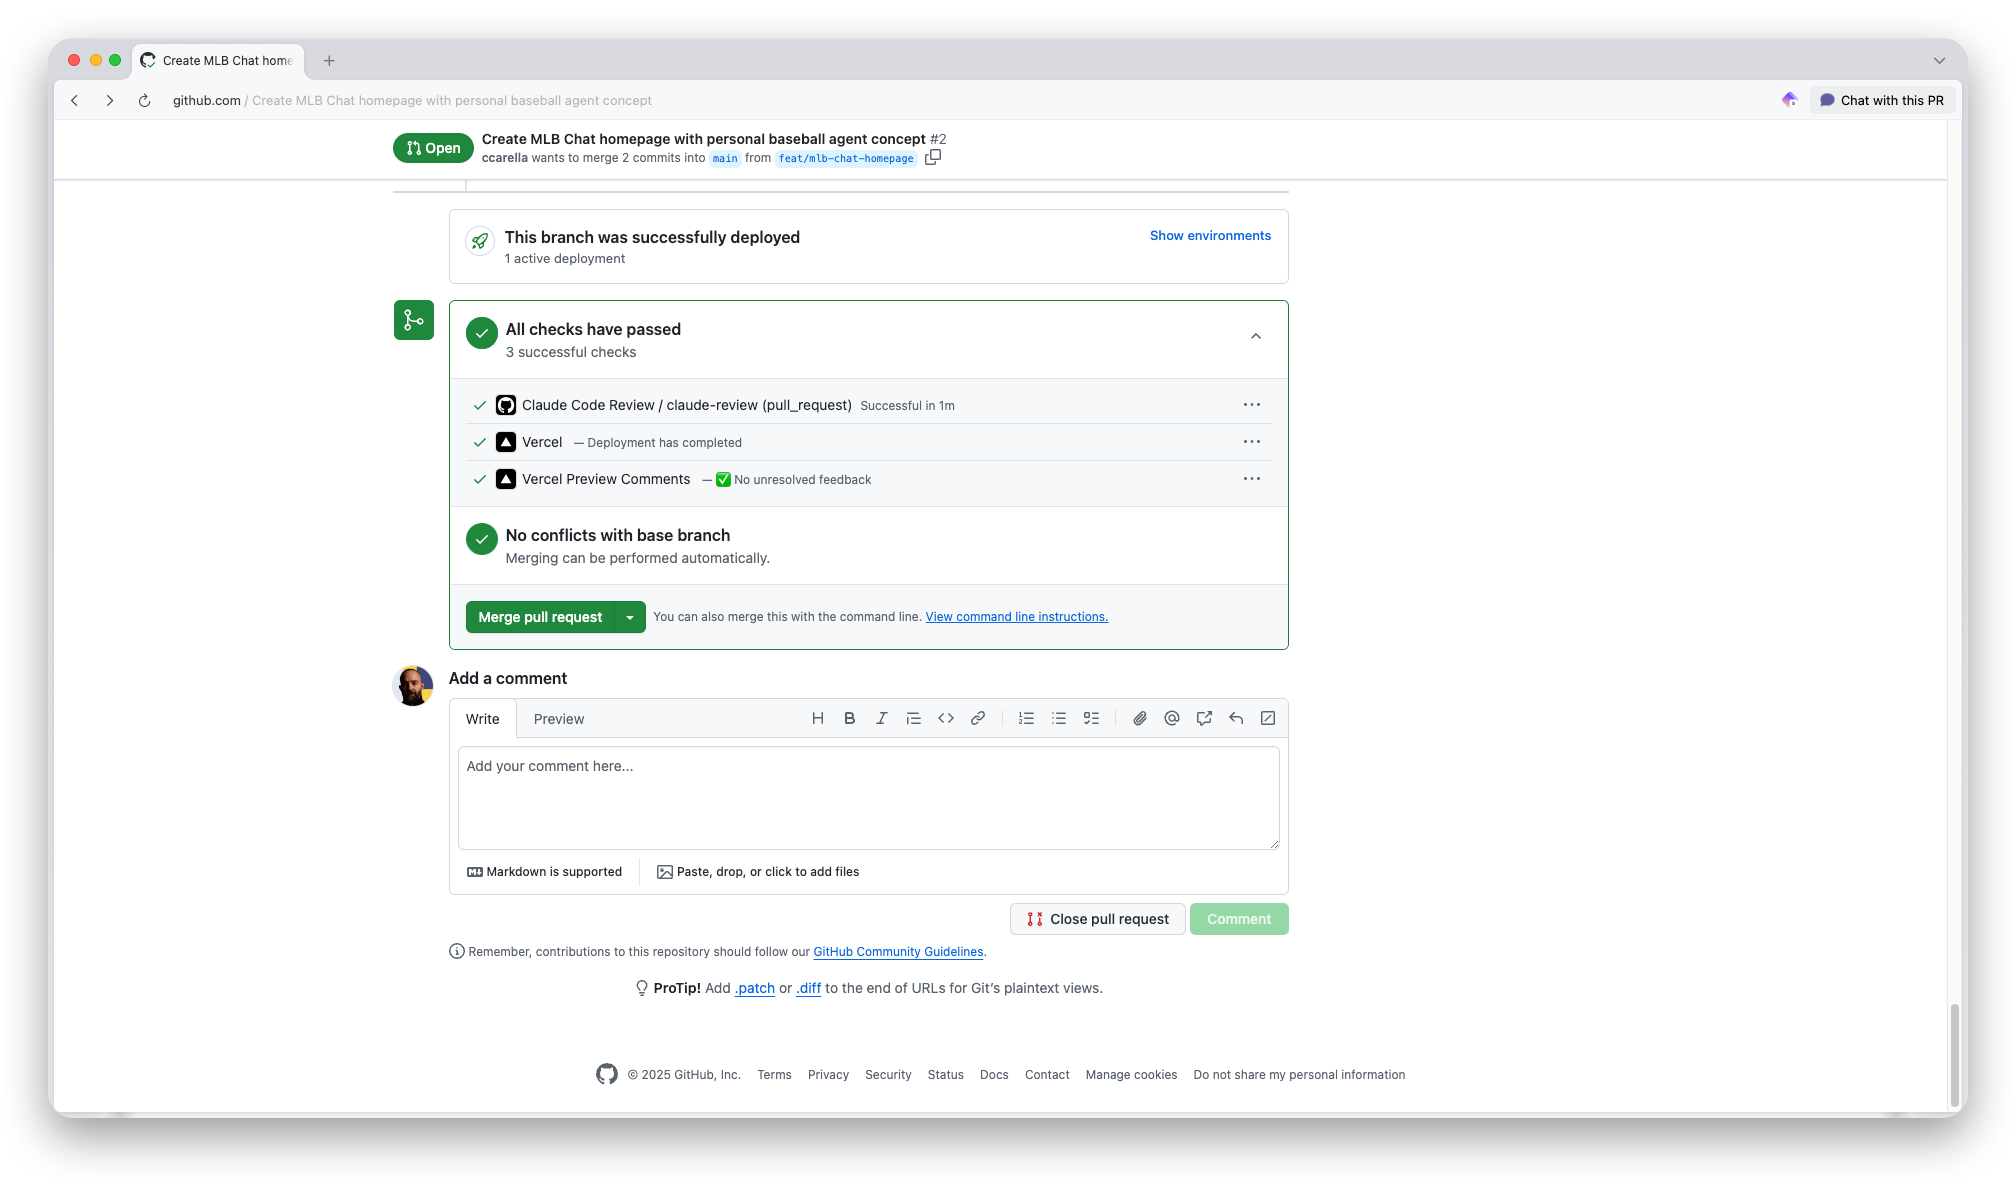 Create MLB Chat home
github.com / Create MLB Chat homepage with personal baseball agent concept
Chat with this PR
Open
Create MLB Chat homepage with personal baseball agent concept #2
ccarella wants to merge 2 commits into main from feat/mlb-chat-homepage
This branch was successfully deployed
Show environments
1 active deployment
All checks have passed
3 successful checks
Claude Code Review / claude-review (pull_request) Successful in 1m
Vercel — Deployment has completed
Vercel Preview Comments — ✅ No unresolved feedback
No conflicts with base branch
Merging can be performed automatically.
Merge pull request
You can also merge this with the command line. View command line instructions.
Add a comment
Write Preview
Add your comment here...
Markdown is supported
Paste, drop, or click to add files
Close pull request
Comment
Remember, contributions to this repository should follow our GitHub Community Guidelines.
ProTip! Add .patch or .diff to the end of URLs for Git’s plaintext views.
© 2025 GitHub, Inc. Terms Privacy Security Status Docs Contact Manage cookies Do not share my personal information